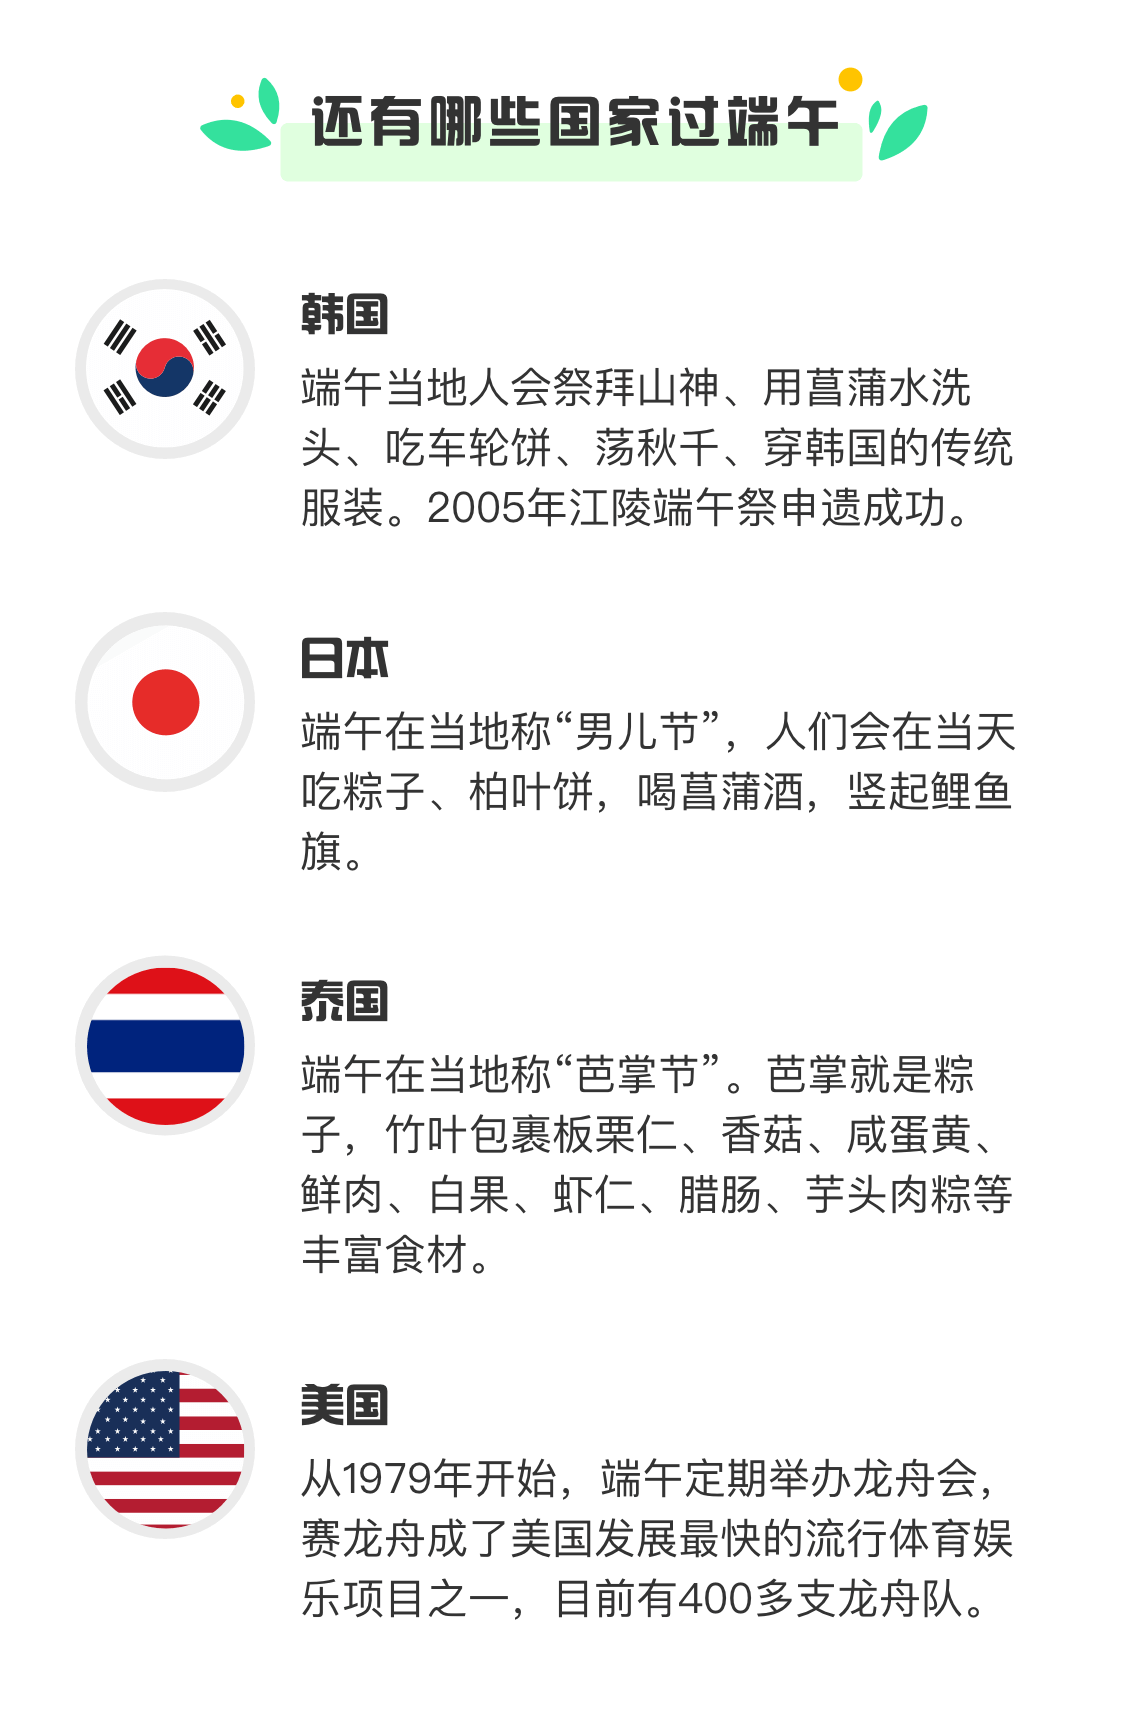 还有哪些国家过端午
韩国
端午当地人会祭拜山神、用菖蒲水洗
头、吃车轮饼、荡秋千、穿韩国的传统
服装。2005年江陵端午祭申遗成功。
日本
端午在当地称“男儿节”，人们会在当天
吃粽子、柏叶饼，喝菖蒲酒，竖起鲤鱼
旗。
泰国
端午在当地称“芭掌节”。芭掌就是粽
子，竹叶包裹板栗仁、香菇、咸蛋黄、
鲜肉、白果、虾仁、腊肠、芋头肉粽等
丰富食材。
美国
从1979年开始，端午定期举办龙舟会，
赛龙舟成了美国发展最快的流行体育娱
乐项目之一，目前有400多支龙舟队。